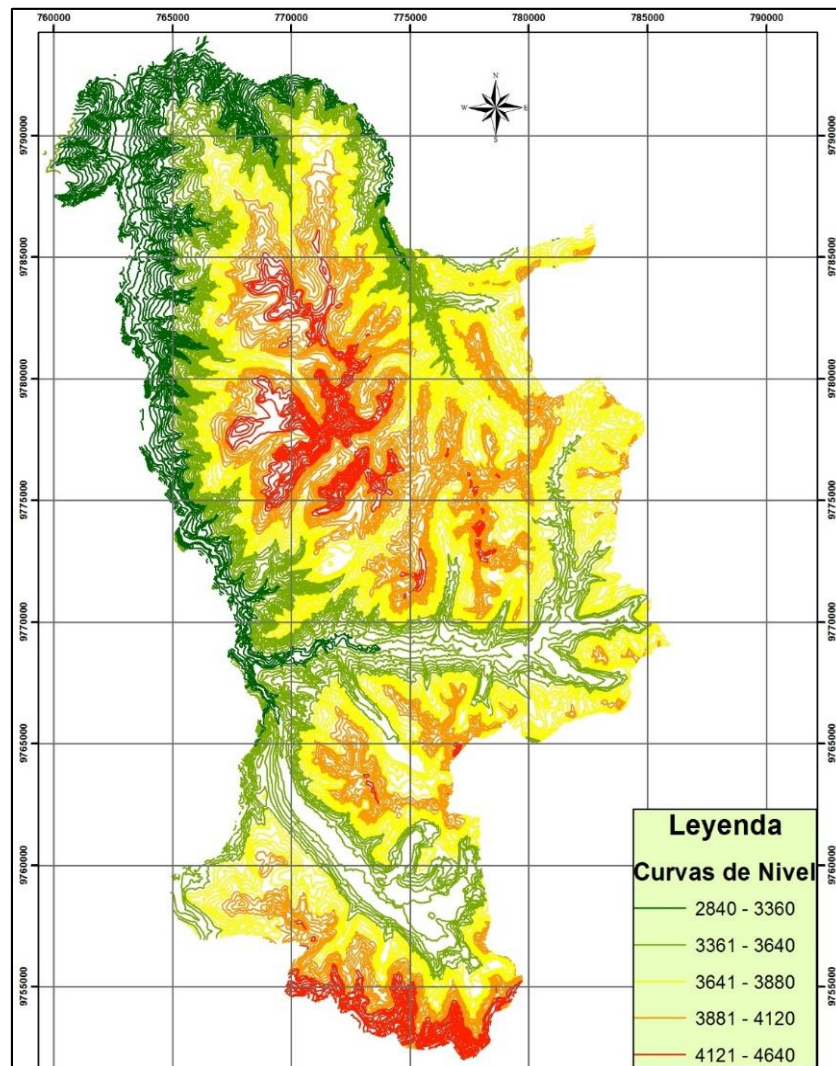 760000 765000 770000 775000 780000 785000 790000
N
W E
S
9790000 9790000
9785000 9785000
9780000 9780000
9775000 9775000
9770000 9770000
9765000 9765000
9760000 9760000
9755000 9755000
Leyenda
Curvas de Nivel
2840 - 3360
3361 - 3640
3641 - 3880
3881 - 4120
4121 - 4640